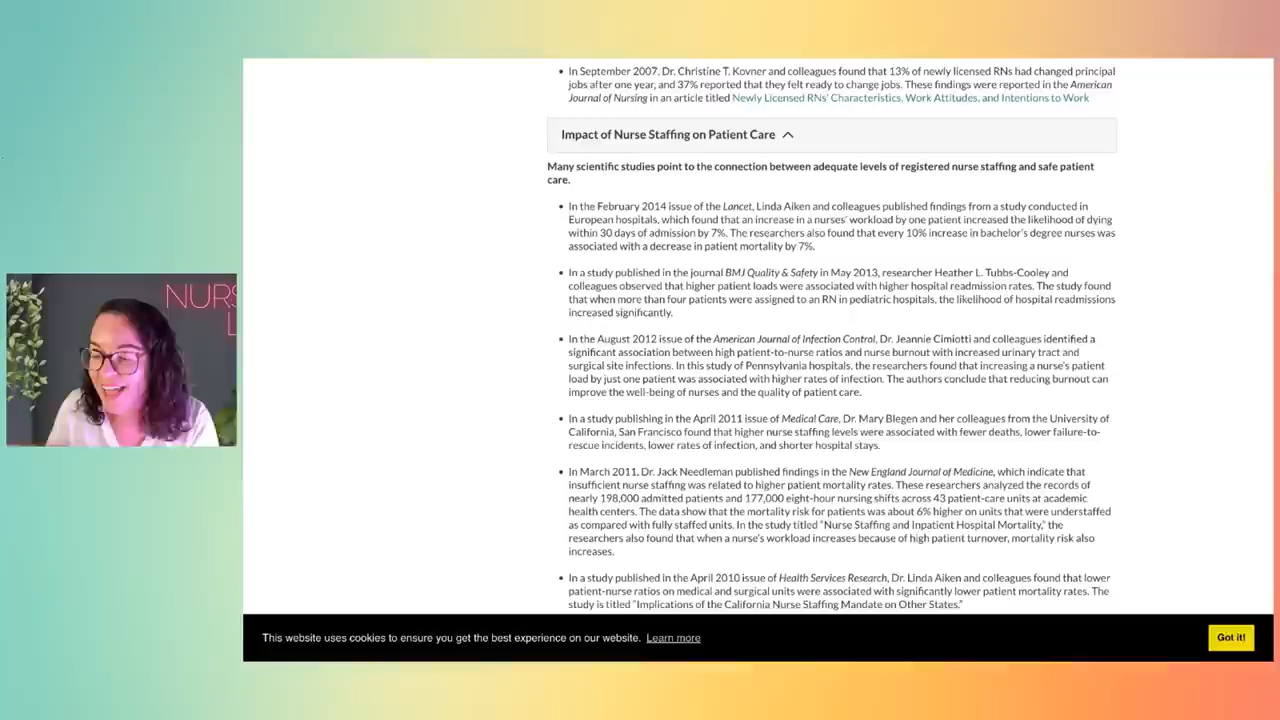 • In September 2007, Dr. Christine T. Kovner and colleagues found that 13% of newly licensed RNs had changed principal
jobs after one year, and 37% reported that they felt ready to change jobs. These findings were reported in the American
Journal of Nursing in an article titled Newly Licensed RNs' Characteristics, Work Attitudes, and Intentions to Work
Impact of Nurse Staffing on Patient Care
Many scientific studies point to the connection between adequate levels of registered nurse staffing and safe patient
care.
• In the February 2014 issue of the Lancet, Linda Aiken and colleagues published findings from a study conducted in
European hospitals, which found that an increase in a nurses' workload by one patient increased the likelihood of dying
within 30 days of admission by 7%. The researchers also found that every 10% increase in bachelor's degree nurses was
associated with a decrease in patient mortality by 7%.
• In a study published in the journal BMJ Quality & Safety in May 2013, researcher Heather L. Tubbs-Cooley and
colleagues observed that higher patient loads were associated with higher hospital readmission rates. The study found
that when more than four patients were assigned to an RN in pediatric hospitals, the likelihood of hospital readmissions
increased significantly.
• In the August 2012 issue of the American Journal of Infection Control, Dr. Jeannie Cimiotti and colleagues identified a
significant association between high patient-to-nurse ratios and nurse burnout with increased urinary tract and
surgical site infections. In this study of Pennsylvania hospitals, the researchers found that increasing a nurse's patient
load by just one patient was associated with higher rates of infection. The authors conclude that reducing burnout can
improve the well-being of nurses and the quality of patient care.
• In a study publishing in the April 2011 issue of Medical Care, Dr. Mary Blegen and her colleagues from the University of
California, San Francisco found that higher nurse staffing levels were associated with fewer deaths, lower failure-to-
rescue incidents, lower rates of infection, and shorter hospital stays.
• In March 2011, Dr. Jack Needleman published findings in the New England Journal of Medicine, which indicate that
insufficient nurse staffing was related to higher patient mortality rates. These researchers analyzed the records of
nearly 198,000 admitted patients and 177,000 eight-hour nursing shifts across 43 patient-care units at academic
health centers. The data show that the mortality risk for patients was about 6% higher on units that were understaffed
as compared with fully staffed units. In the study titled "Nurse Staffing and Inpatient Hospital Mortality," the
researchers also found that when a nurse's workload increases because of high patient turnover, mortality risk also
increases.
• In a study published in the April 2010 issue of Health Services Research, Dr. Linda Aiken and colleagues found that lower
patient-nurse ratios on medical and surgical units were associated with significantly lower patient mortality rates. The
study is titled "Implications of the California Nurse Staffing Mandate on Other States."
This website uses cookies to ensure you get the best experience on our website. Learn more
Got it!
NURS
L